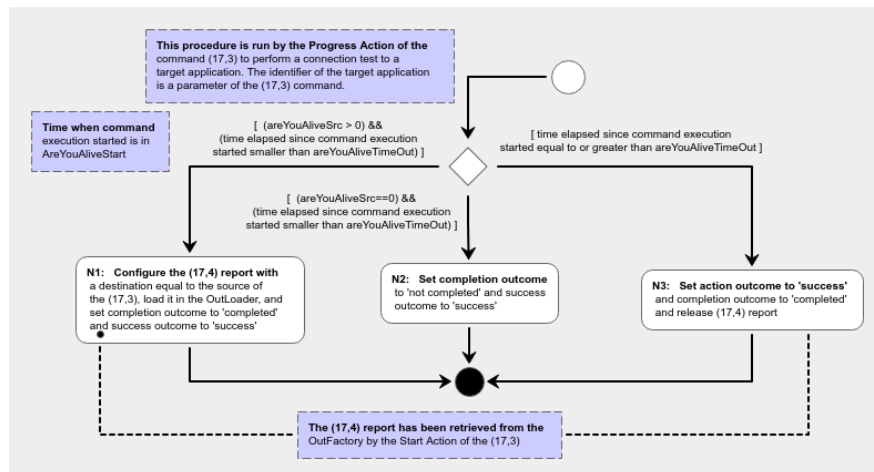 This procedure is run by the Progress Action of the
command (17,3) to perform a connection test to a
target application. The identifier of the target application
is a parameter of the (17,3) command.
Time when command
execution started is in
AreYouAliveStart
[ (areYouAliveSrc > 0) &&
(time elapsed since command execution
started smaller than areYouAliveTimeOut) ]
[ time elapsed since command execution
started equal to or greater than areYouAliveTimeOut ]
[ (areYouAliveSrc==0) &&
(time elapsed since command execution
started smaller than areYouAliveTimeOut) ]
N1: Configure the (17,4) report with
a destination equal to the source of
the (17,3), load it in the OutLoader, and
set completion outcome to 'completed'
and success outcome to 'success'
N2: Set completion outcome
to 'not completed' and success
outcome to 'success'
N3: Set action outcome to 'success'
and completion outcome to 'completed'
and release (17,4) report
The (17,4) report has been retrieved from the
OutFactory by the Start Action of the (17,3)